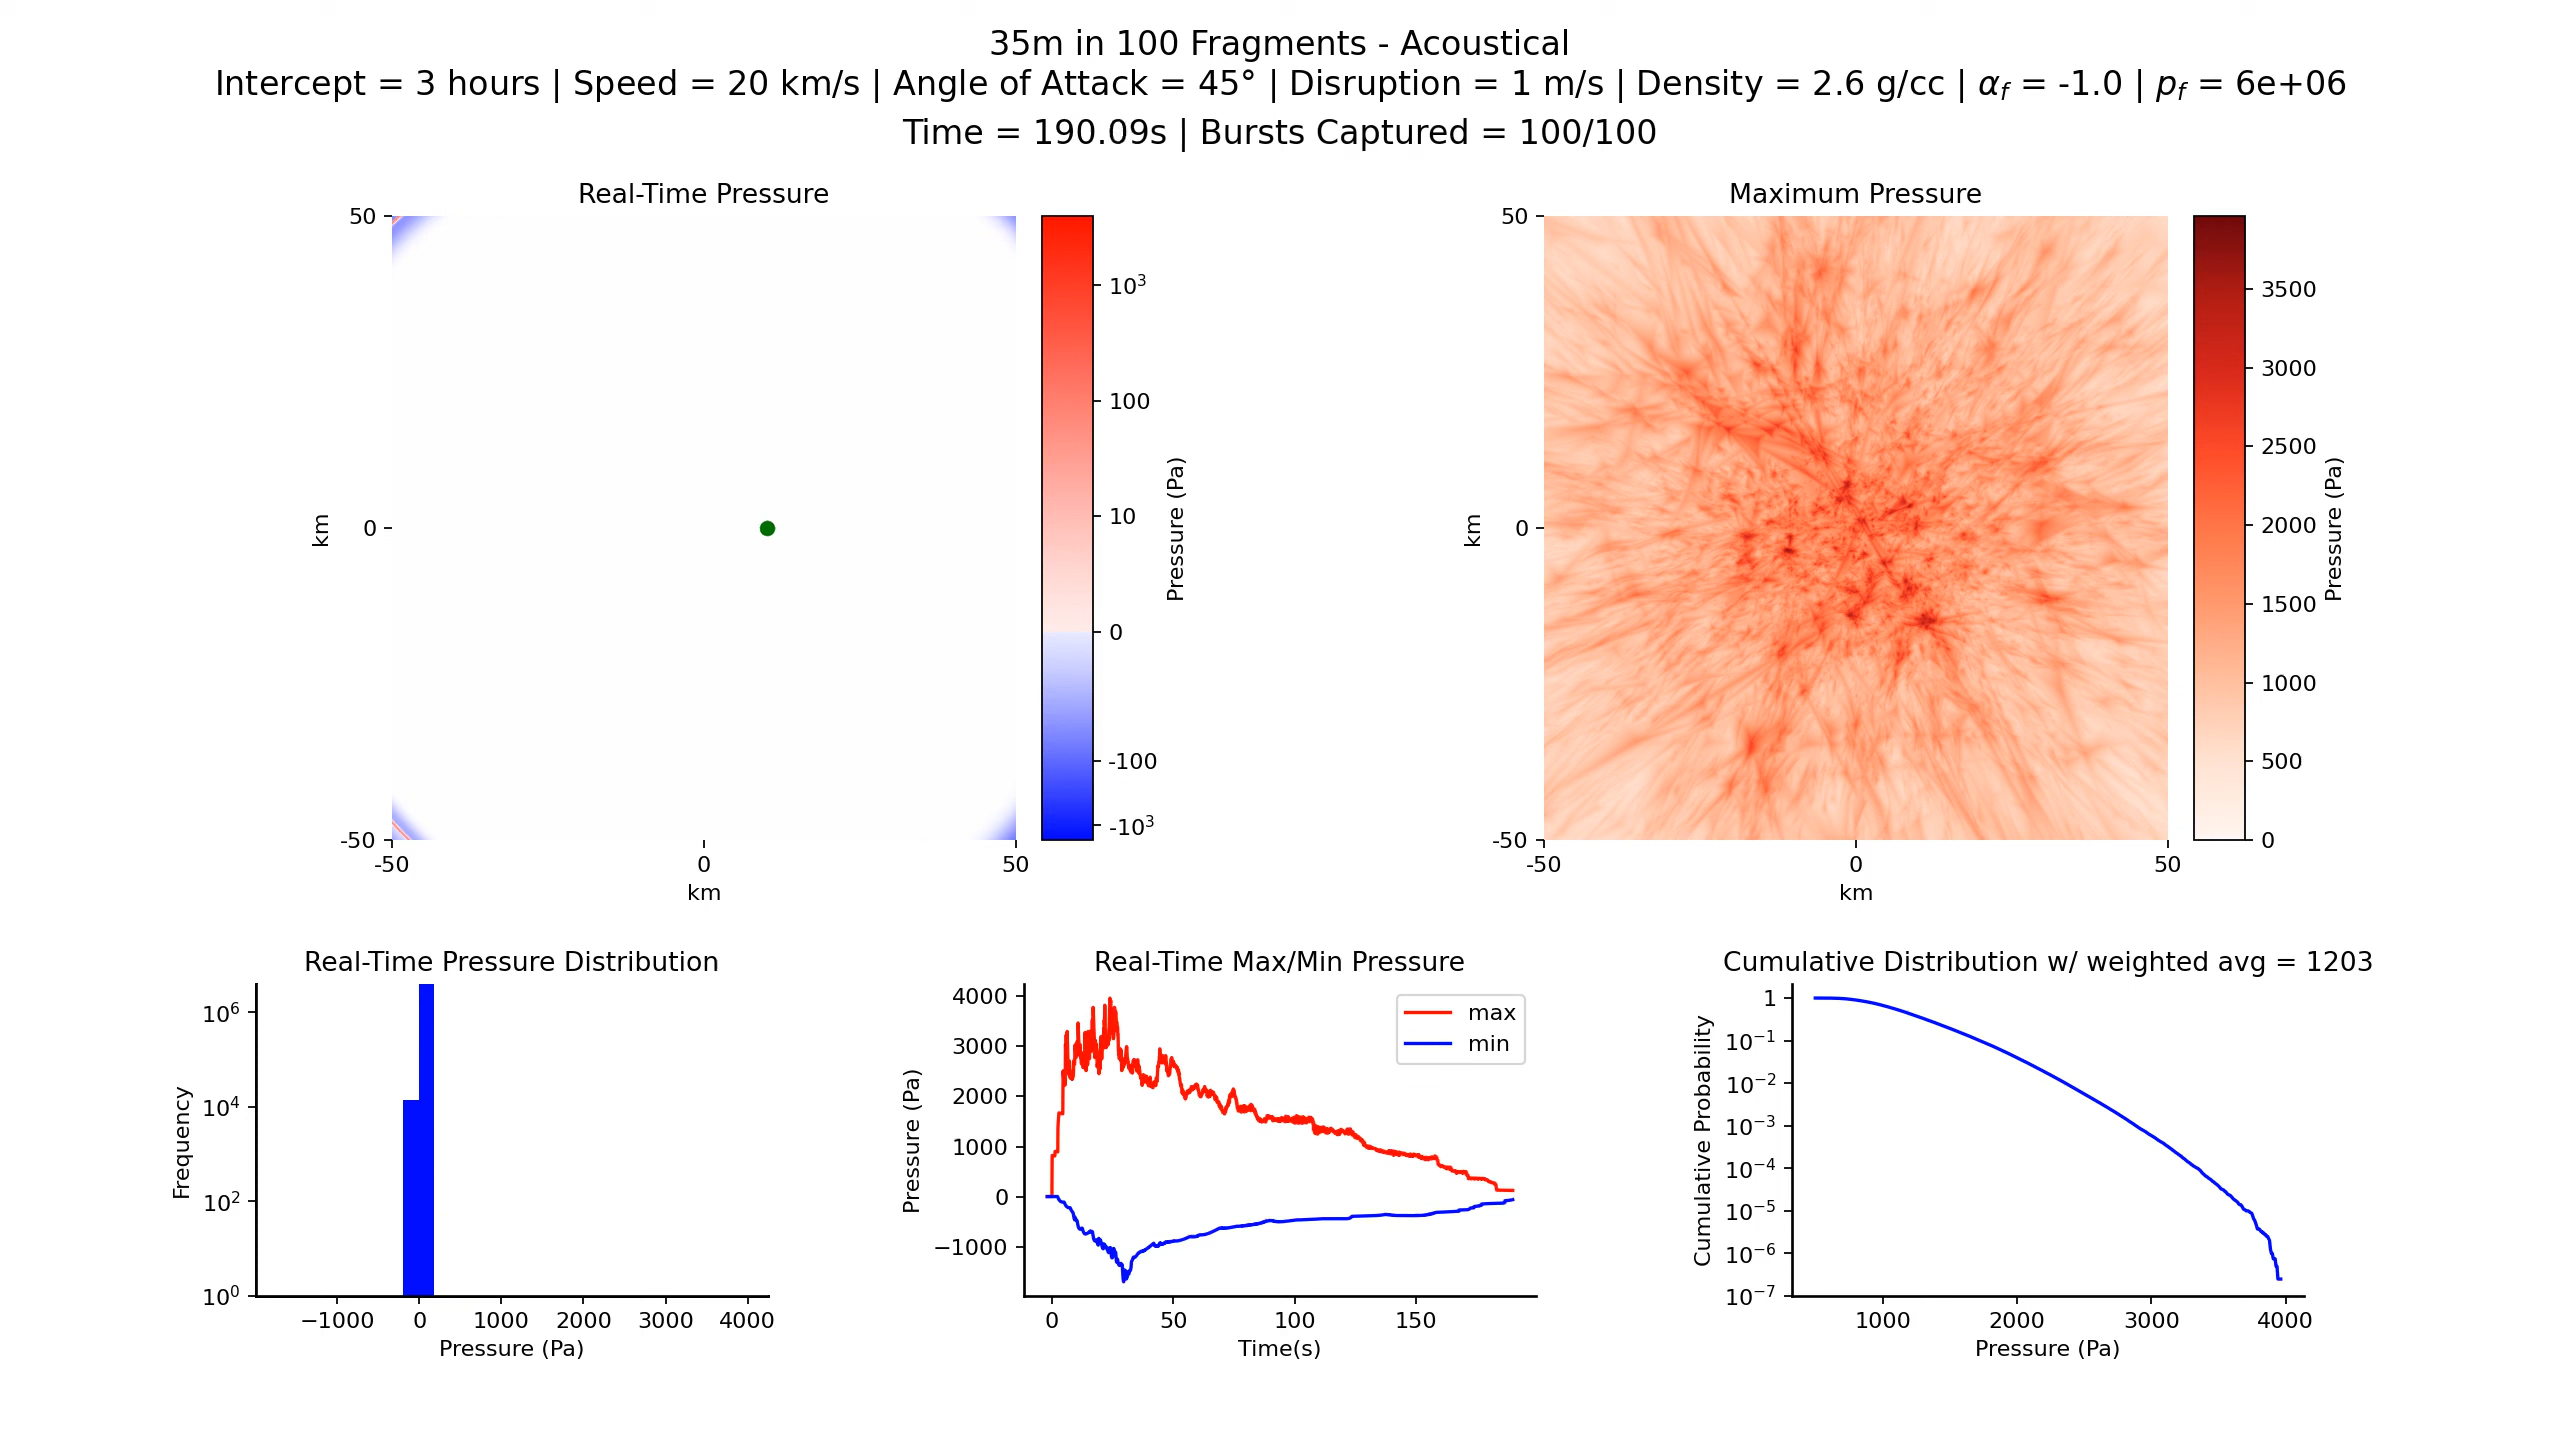 35m in 100 Fragments - Acoustical
Intercept = 3 hours | Speed = 20 km/s | Angle of Attack = 45° | Disruption = 1 m/s | Density = 2.6 g/cc | α_f = -1.0 | p_f = 6e+06
Time = 190.09s | Bursts Captured = 100/100
Real-Time Pressure
50
0
-50
km
-50
0
50
km
10³
100
10
0
-100
-10³
Pressure (Pa)
Maximum Pressure
50
0
-50
km
-50
0
50
km
3500
3000
2500
2000
1500
1000
500
0
Pressure (Pa)
Real-Time Pressure Distribution
10⁶
10⁴
10²
10⁰
Frequency
−1000
0
1000
2000
3000
4000
Pressure (Pa)
Real-Time Max/Min Pressure
4000
3000
2000
1000
0
−1000
Pressure (Pa)
max
min
0
50
100
150
Time(s)
Cumulative Distribution w/ weighted avg = 1203
1
10⁻¹
10⁻²
10⁻³
10⁻⁴
10⁻⁵
10⁻⁶
10⁻⁷
Cumulative Probability
1000
2000
3000
4000
Pressure (Pa)